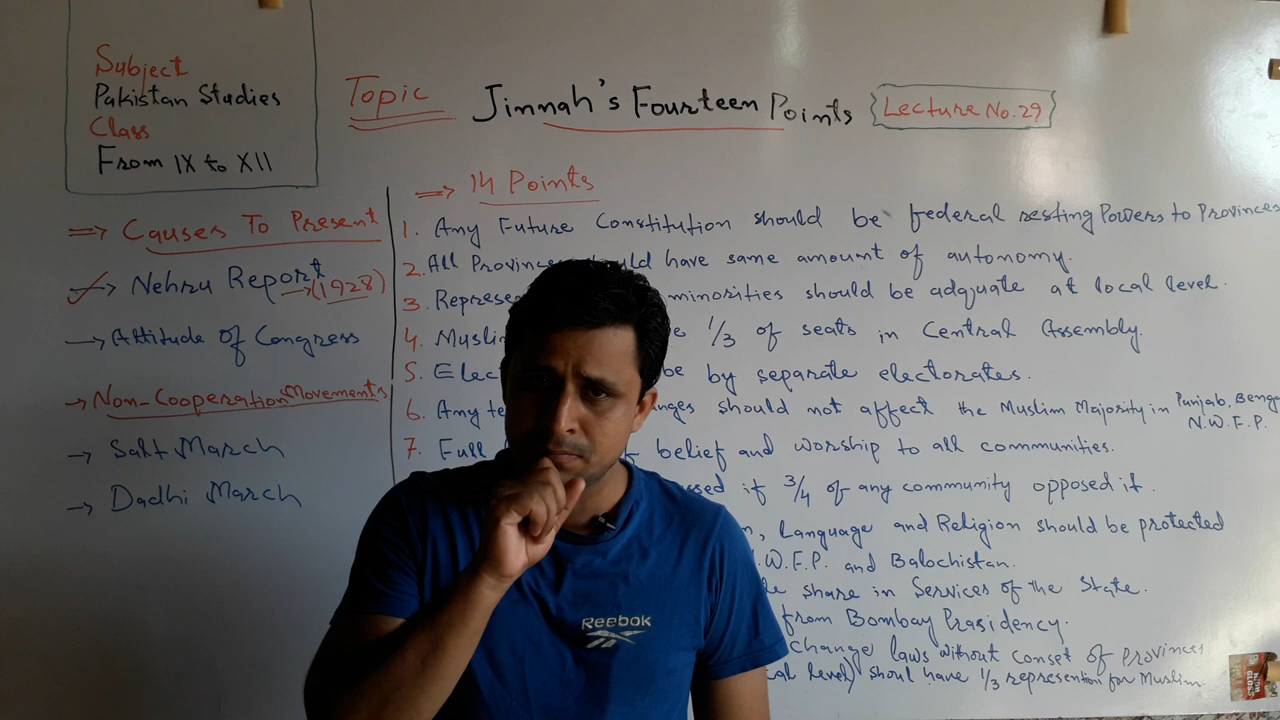 Subject
Pakistan Studies
Class
From IX to XII
Topic Jinnah's Fourteen Points
Lecture No.29
⇒ Causes To Present
→ Nehru Report
→(1928)
→ Attitude Of Congress
→ Non-Cooperation Movements
→ Salt March
→ Dadhi March
⇒ 14 Points
1. Any Future Constitution should be federal resting Powers to Provinces
2. All Provinces should have same amount of autonomy.
3. minorities should be adquate at local level.
4. 1/3 of seats in Central Assembly.
5. be by separate electorates.
6. Any should not affect the Muslim Majority in Punjab, Beng
N.W.F.P.
7. Full belief and worship to all communities.
if 3/4 of any community opposed it.
, Language and Religion should be protected
.W.F.P. and Balochistan.
share in Services of the State.
from Bombay Prasidency.
change laws without conset of Provinces
level) shoul have 1/3 represention for Muslim.
Reebok